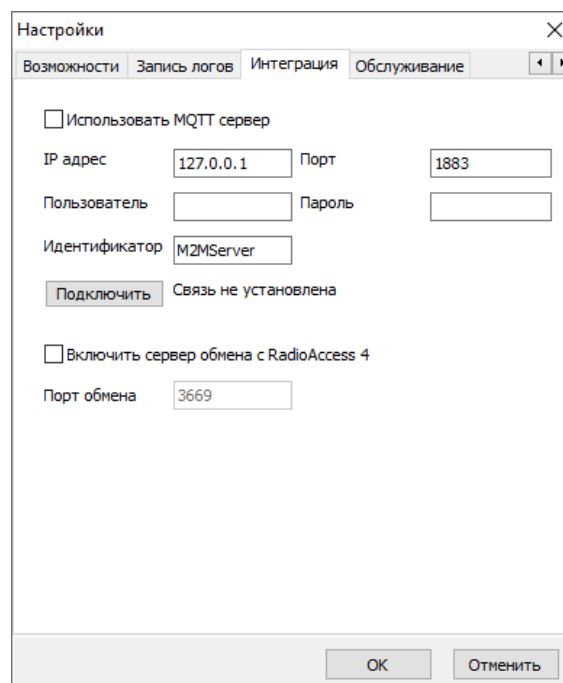 Настройки
Возможности Запись логов Интеграция Обслуживание
Использовать MQTT сервер
IP адрес 127.0.0.1 Порт 1883
Пользователь Пароль
Идентификатор M2MServer
Подключить Связь не установлена
Включить сервер обмена с RadioAccess 4
Порт обмена 3669
OK Отменить